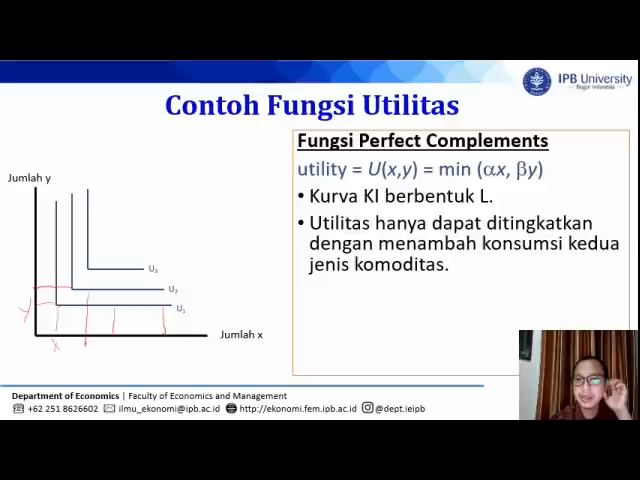 IPB University
Bogor Indonesia
Contoh Fungsi Utilitas
Fungsi Perfect Complements
utility = U(x,y) = min (αx, βy)
• Kurva KI berbentuk L.
• Utilitas hanya dapat ditingkatkan
dengan menambah konsumsi kedua
jenis komoditas.
Jumlah y
U₃
U₂
U₁
y
x
Jumlah x
Department of Economics | Faculty of Economics and Management
+62 251 8626602 ilmu_ekonomi@ipb.ac.id http://ekonomi.fem.ipb.ac.id @dept.ieipb